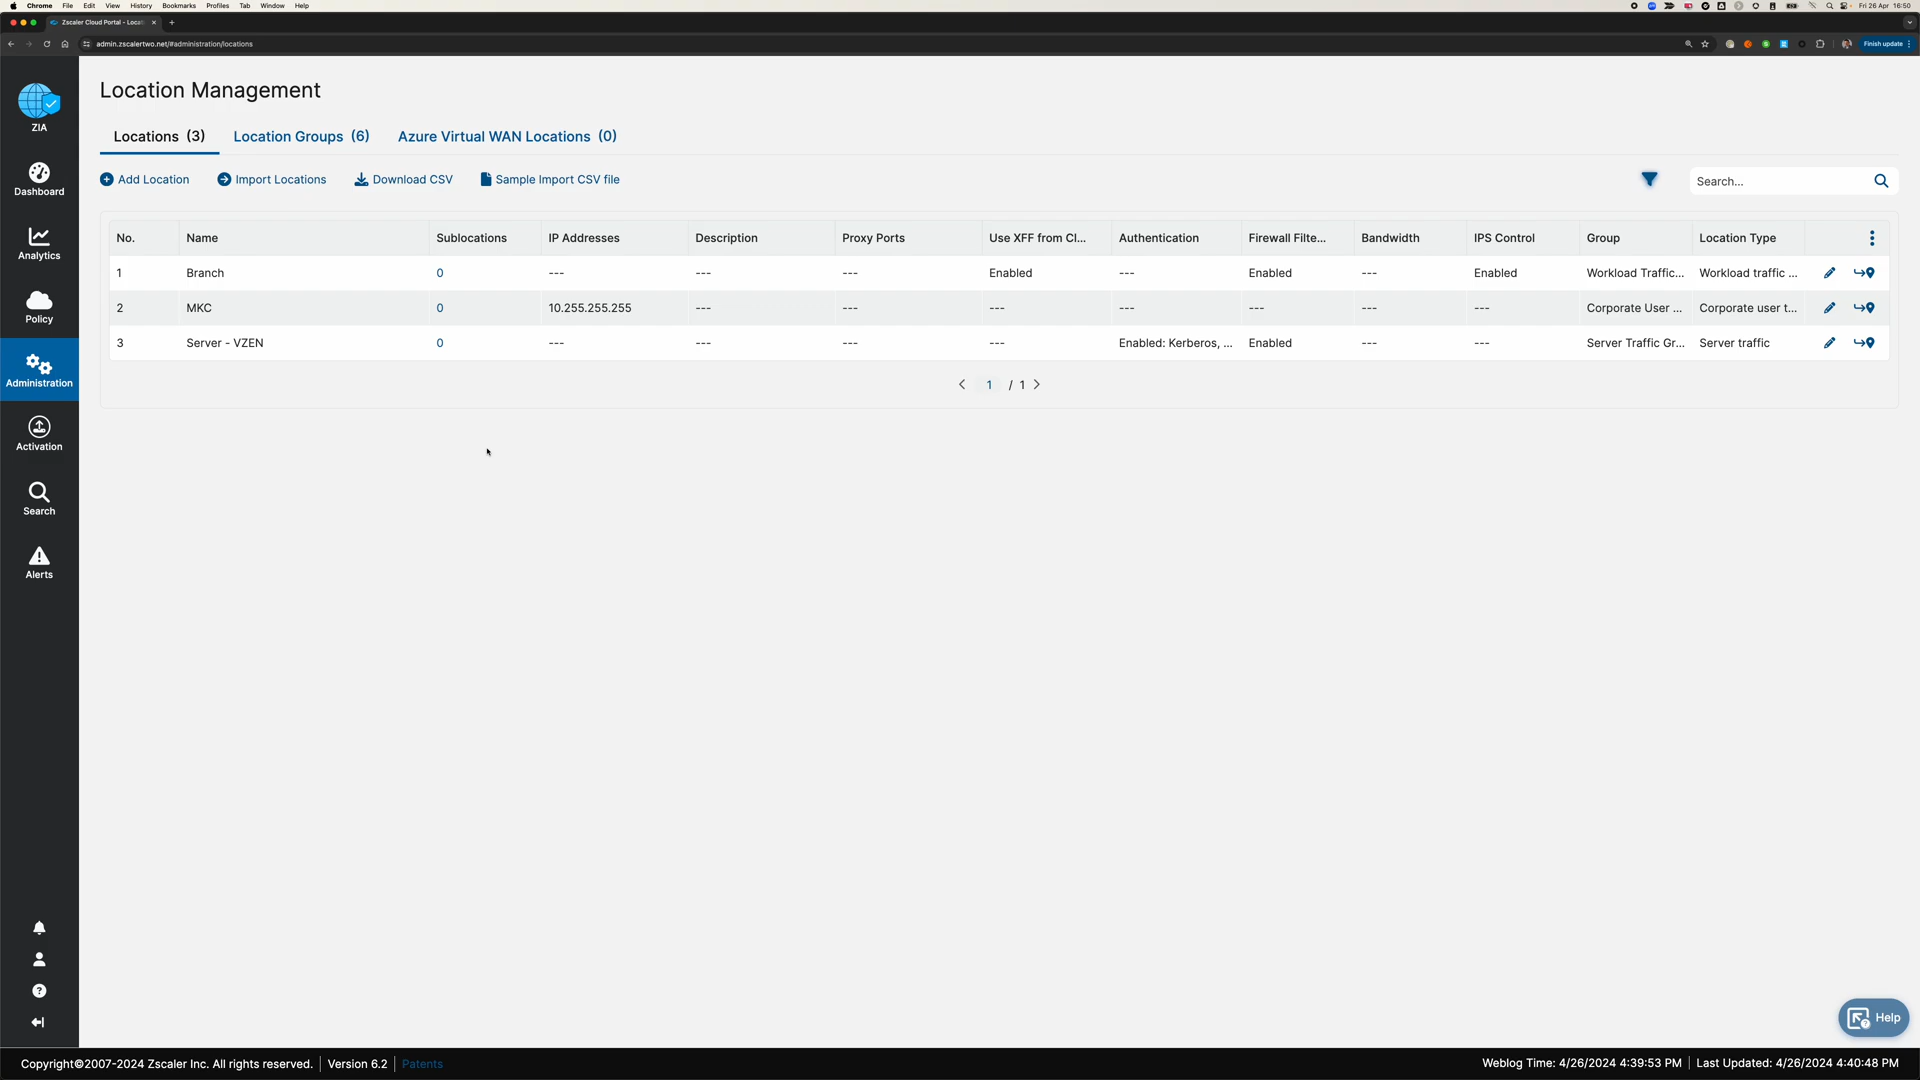 Chrome File Edit View History Bookmarks Profiles Tab Window Help Fri 26 Apr 16:50
Zscaler Cloud Portal - Locat
admin.zscalertwo.net/#administration/locations Finish update
ZIA
Dashboard
Analytics
Policy
Administration
Activation
Search
Alerts
Location Management
Locations (3) Location Groups (6) Azure Virtual WAN Locations (0)
Add Location Import Locations Download CSV Sample Import CSV file Search...
No. Name Sublocations IP Addresses Description Proxy Ports Use XFF from Cl... Authentication Firewall Filte... Bandwidth IPS Control Group Location Type
1 Branch 0 --- --- --- Enabled --- Enabled --- Enabled Workload Traffic... Workload traffic ...
2 MKC 0 10.255.255.255 --- --- --- --- --- --- --- Corporate User ... Corporate user t...
3 Server - VZEN 0 --- --- --- --- Enabled: Kerberos, ... Enabled --- --- Server Traffic Gr... Server traffic
1 / 1
Help
Copyright©2007-2024 Zscaler Inc. All rights reserved. | Version 6.2 | Patents Weblog Time: 4/26/2024 4:39:53 PM | Last Updated: 4/26/2024 4:40:48 PM